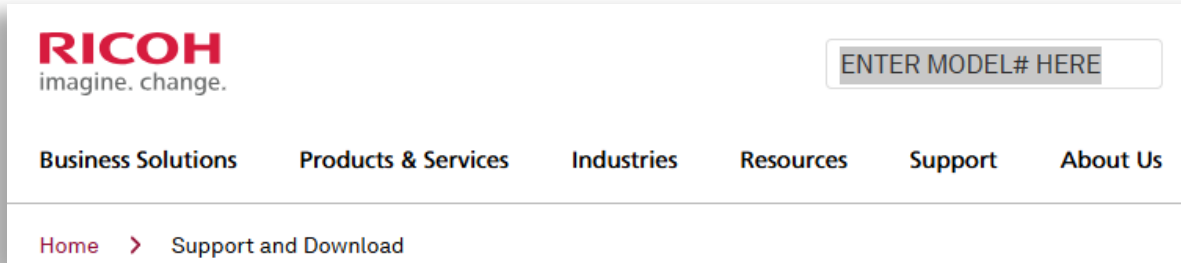 RICOH
imagine. change.
ENTER MODEL# HERE
Business Solutions Products & Services Industries Resources Support About Us
Home > Support and Download